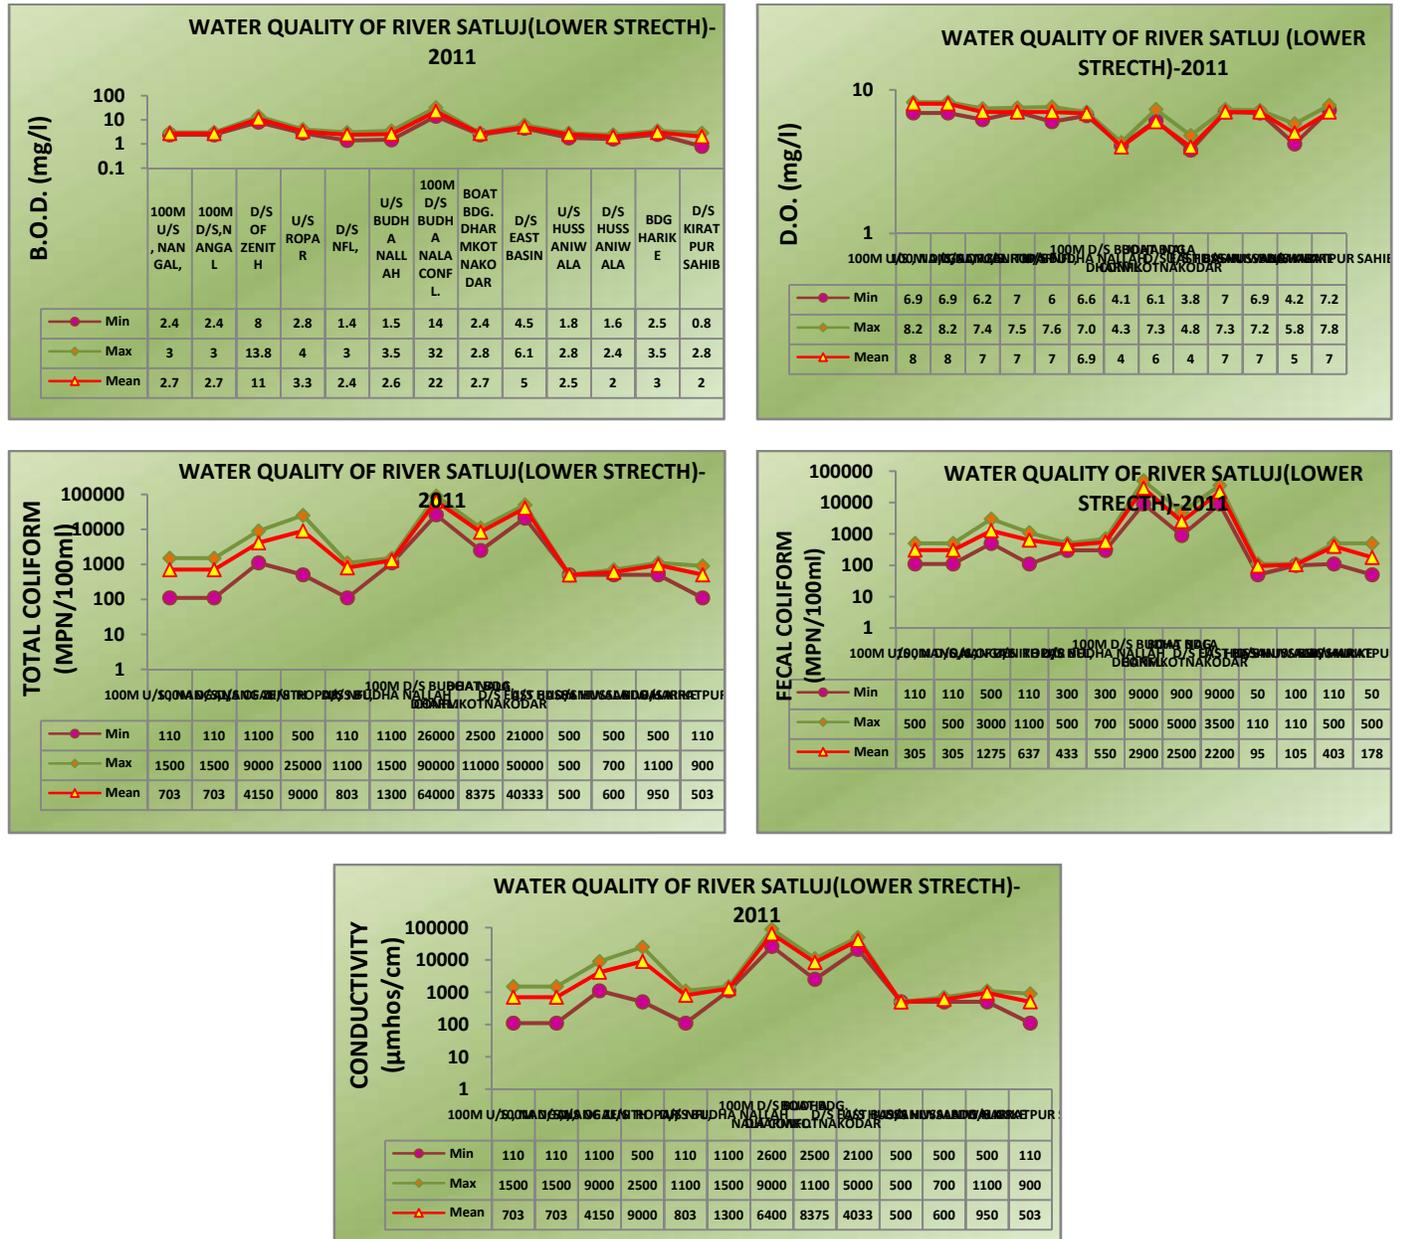 WATER QUALITY OF RIVER SATLUJ(LOWER STRECTH)-
2011
B.O.D. (mg/l)
100
10
1
0.1
100M U/S , NAN GAL,
100M D/S,N ANGA L
D/S OF ZENIT H
U/S ROPA R
D/S NFL,
U/S BUDH A NALL AH
100M D/S BUDH A NALA CONF L.
BOAT BDG. DHAR MKOT NAKO DAR
D/S EAST BASIN
U/S HUSS ANIW ALA
D/S HUSS ANIW ALA
BDG HARIK E
D/S KIRAT PUR SAHIB
Min 2.4 2.4 8 2.8 1.4 1.5 14 2.4 4.5 1.8 1.6 2.5 0.8
Max 3 3 13.8 4 3 3.5 32 2.8 6.1 2.8 2.4 3.5 2.8
Mean 2.7 2.7 11 3.3 2.4 2.6 22 2.7 5 2.5 2 3 2
WATER QUALITY OF RIVER SATLUJ (LOWER
STRECTH)-2011
D.O. (mg/l)
10
1
Min 6.9 6.9 6.2 7 6 6.6 4.1 6.1 3.8 7 6.9 4.2 7.2
Max 8.2 8.2 7.4 7.5 7.6 7.0 4.3 7.3 4.8 7.3 7.2 5.8 7.8
Mean 8 8 7 7 7 6.9 4 6 4 7 7 5 7
WATER QUALITY OF RIVER SATLUJ(LOWER STRECTH)-
2011
TOTAL COLIFORM
(MPN/100ml)
100000
10000
1000
100
10
1
Min 110 110 1100 500 110 1100 26000 2500 21000 500 500 500 110
Max 1500 1500 9000 25000 1100 1500 90000 11000 50000 500 700 1100 900
Mean 703 703 4150 9000 803 1300 64000 8375 40333 500 600 950 503
WATER QUALITY OF RIVER SATLUJ(LOWER
STRECTH)-2011
FECAL COLIFORM
(MPN/100ml)
100000
10000
1000
100
10
1
Min 110 110 500 110 300 300 9000 900 9000 50 100 110 50
Max 500 500 3000 1100 500 700 5000 5000 3500 110 110 500 500
Mean 305 305 1275 637 433 550 2900 2500 2200 95 105 403 178
WATER QUALITY OF RIVER SATLUJ(LOWER STRECTH)-
2011
CONDUCTIVITY
(µmhos/cm)
100000
10000
1000
100
10
1
Min 110 110 1100 500 110 1100 2600 2500 2100 500 500 500 110
Max 1500 1500 9000 2500 1100 1500 9000 1100 5000 500 700 1100 900
Mean 703 703 4150 9000 803 1300 6400 8375 4033 500 600 950 503